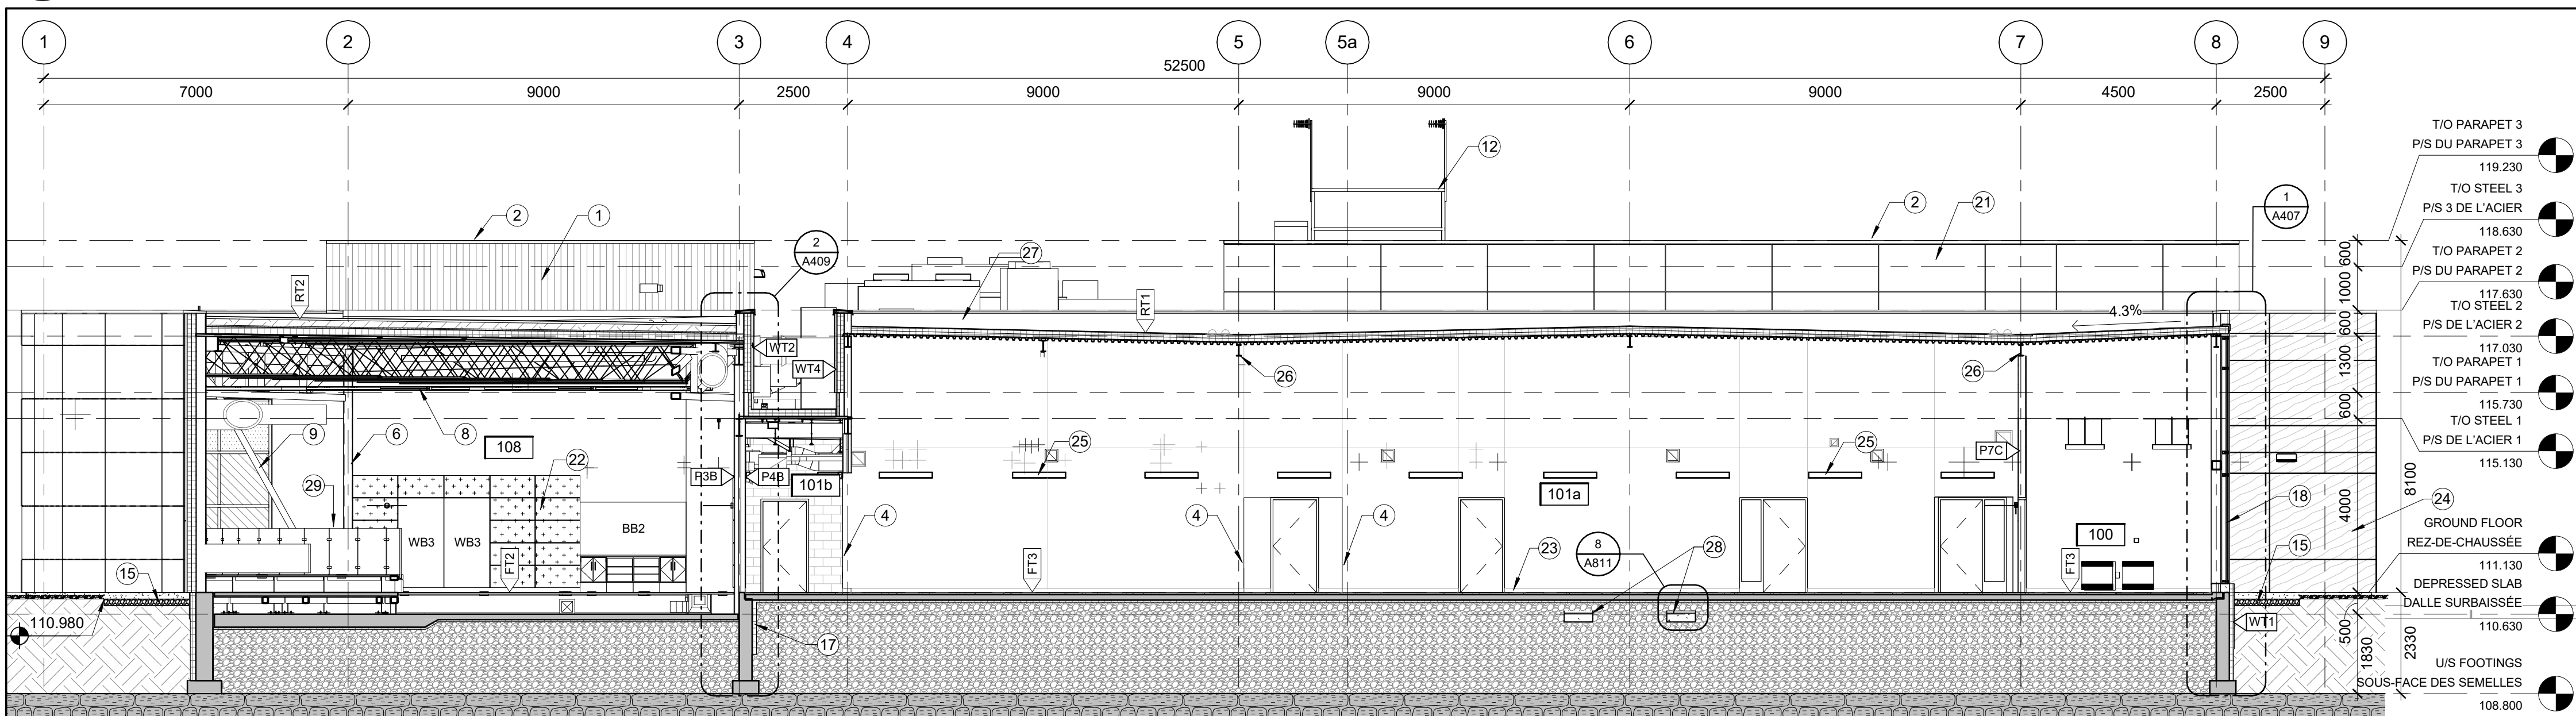 1
2
3
4
5
5a
6
7
8
9
52500
7000
9000
2500
9000
9000
9000
4500
2500
T/O PARAPET 3
P/S DU PARAPET 3
119.230
T/O STEEL 3
P/S 3 DE L'ACIER
118.630
T/O PARAPET 2
P/S DU PARAPET 2
117.630
T/O STEEL 2
P/S DE L'ACIER 2
117.030
T/O PARAPET 1
P/S DU PARAPET 1
115.730
T/O STEEL 1
P/S DE L'ACIER 1
115.130
GROUND FLOOR
REZ-DE-CHAUSSÉE
111.130
DEPRESSED SLAB
DALLE SURBAISSÉE
110.630
U/S FOOTINGS
SOUS-FACE DES SEMELLES
108.800
600
1000
600
1300
600
4000
8100
500
1830
2330
12
2
1
2
A409
27
2
21
1
A407
RT2
RT1
4.3%
WT2
WT4
26
26
9
6
8
108
22
29
25
25
P7C
P3B
P4B
101b
101a
18
24
WB3
WB3
BB2
4
4
4
100
FT2
FT3
FT3
23
8
A811
28
15
15
110.980
17
WT1